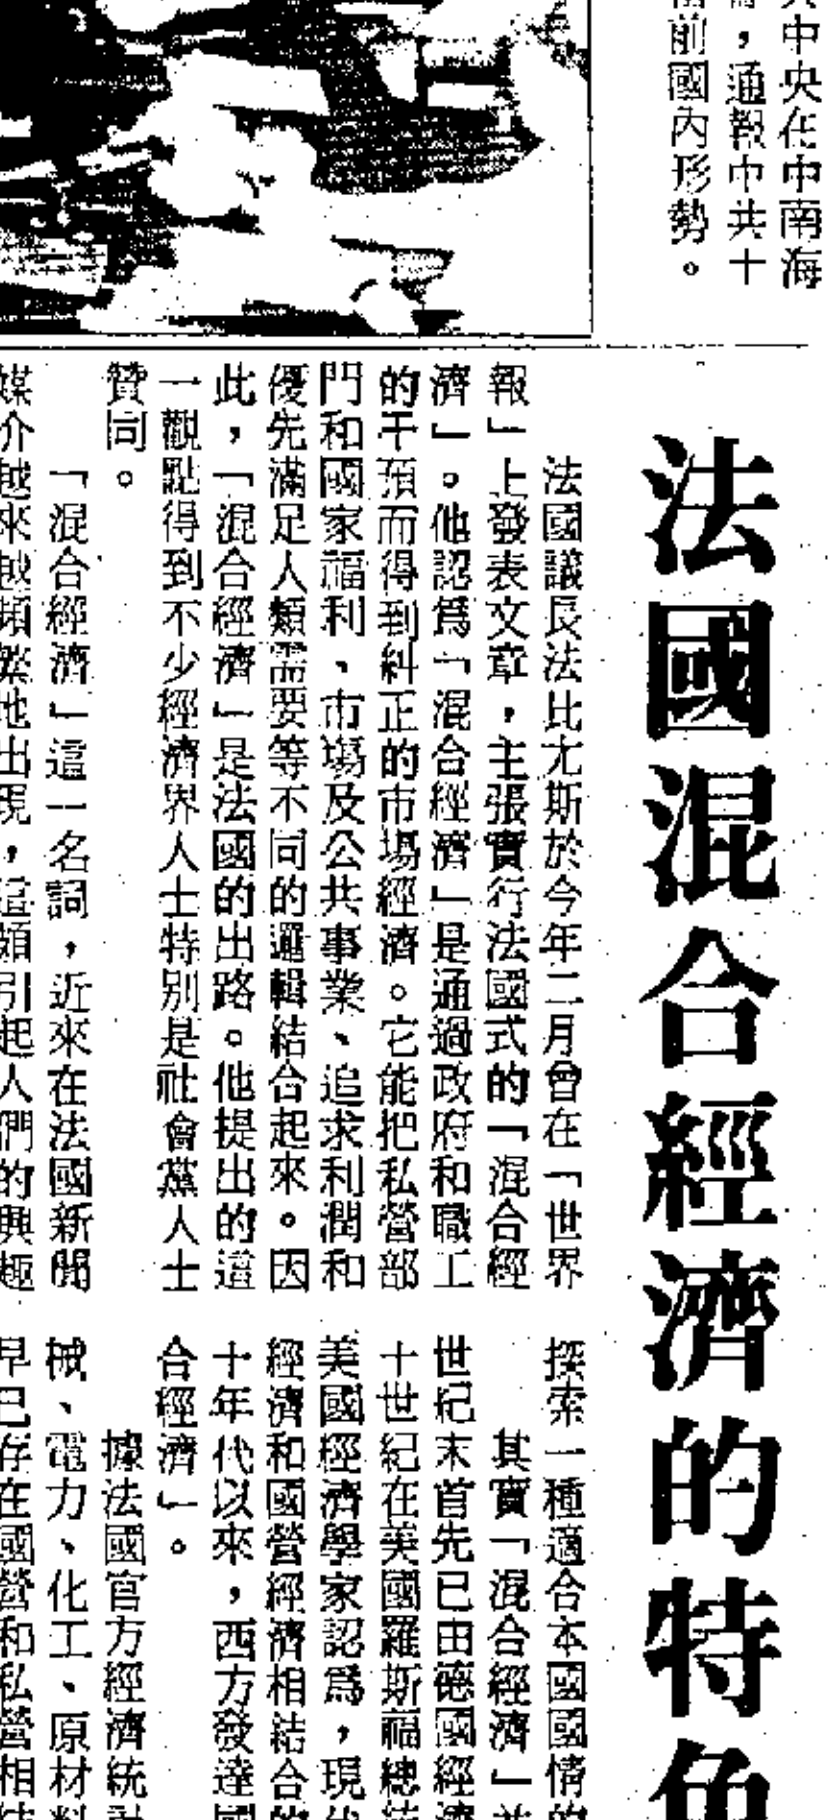 中央在中南海
，通報中共十
前國內形勢。
法國混合經濟的特色
法國議長法比尤斯於今年二月曾在「世界
報」上發表文章，主張實行法國式的「混合經
濟」。他認爲「混合經濟」是通過政府和職工
的干預而得到糾正的市場經濟。它能把私營部
門和國家福利、市場及公共事業、追求利潤和
優先滿足人類需要等不同的邏輯結合起來。因
此，「混合經濟」是法國的出路。他提出的這
一觀點得到不少經濟界人士特別是社會黨人士
贊同。
「混合經濟」這一名詞，近來在法國新聞
媒介越來越頻繁地出現，這頗引起人們的興趣
探索一種適合本國國情的
其實「混合經濟」並
世紀末首先已由德國經濟
十世紀在美國羅斯福總統
美國經濟學家認爲，現代
經濟和國營經濟相結合的
十年代以來，西方發達國
合經濟」。
據法國官方經濟統計
械、電力、化工、原材料
早已存在國營和私營相結